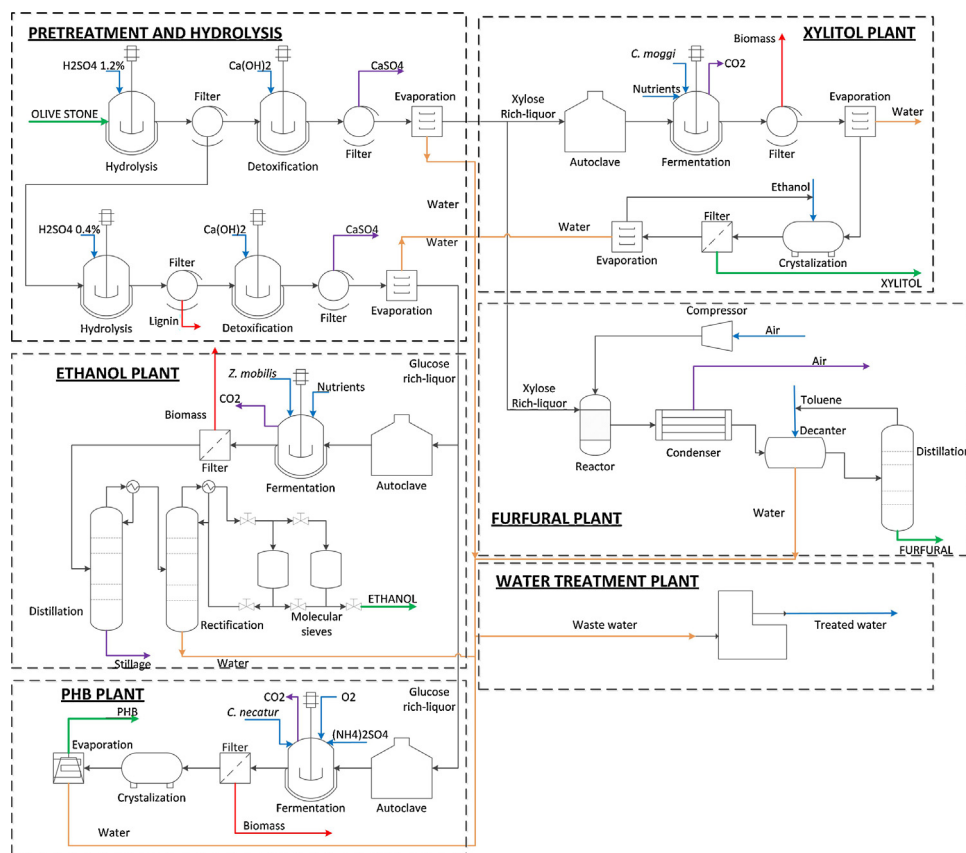 PRETREATMENT AND HYDROLYSIS
H2SO4 1.2%
Ca(OH)2
CaSO4
Filter
Evaporation
OLIVE STONE
Hydrolysis
Detoxification
Filter
Water
H2SO4 0.4%
Ca(OH)2
CaSO4
Water
Filter
Hydrolysis
Lignin
Detoxification
Filter
Evaporation
XYLITOL PLANT
Biomass
C. moggi
CO2
Nutrients
Evaporation
Xylose
Rich-liquor
Water
Autoclave
Fermentation
Filter
Ethanol
Water
Filter
Evaporation
Crystalization
XYLITOL
ETHANOL PLANT
Glucose
rich-liquor
Z. mobilis
Nutrients
CO2
Biomass
Filter
Fermentation
Autoclave
Distillation
Rectification
Molecular
sieves
ETHANOL
Stillage
Water
Compressor
Air
Air
Xylose
Rich-liquor
Toluene
Decanter
Reactor
Condenser
Distillation
Water
FURFURAL PLANT
FURFURAL
WATER TREATMENT PLANT
Waste water
Treated water
PHB PLANT
Glucose
rich-liquor
CO2
O2
PHB
C. necatur
(NH4)2SO4
Evaporation
Filter
Crystalization
Fermentation
Autoclave
Water
Biomass